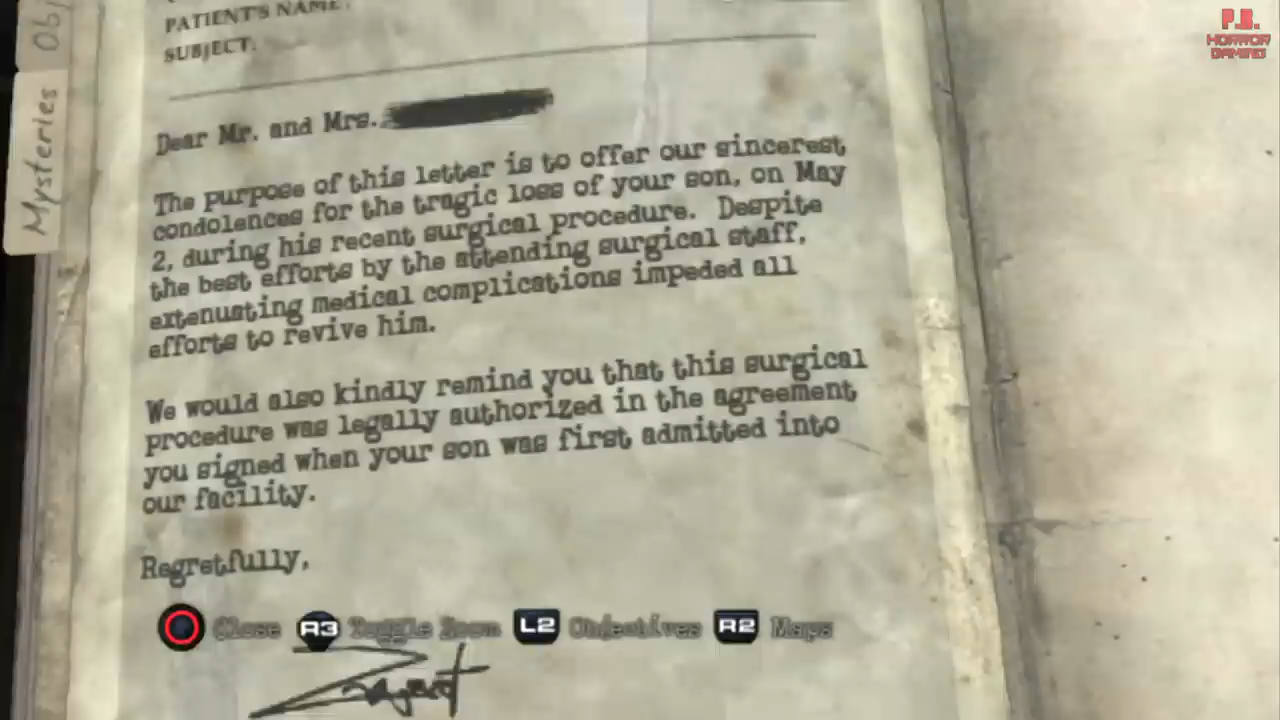 PATIENT'S NAME:
SUBJECT:
Obj
Mysteries
P.B.
HORROR
GAMING
Dear Mr. and Mrs.
The purpose of this letter is to offer our sincerest
condolences for the tragic loss of your son, on May
2, during his recent surgical procedure. Despite
the best efforts by the attending surgical staff,
extenuating medical complications impeded all
efforts to revive him.
We would also kindly remind you that this surgical
procedure was legally authorized in the agreement
you signed when your son was first admitted into
our facility.
Regretfully,
Close R3 Toggle Zoom L2 Objectives R2 Maps